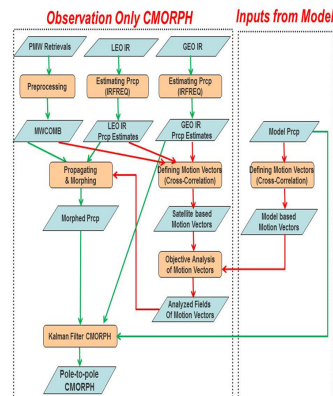 Observation Only CMORPH
Inputs from Model
PMW Retrievals
LEO IR
GEO IR
Preprocessing
Estimating Prcp
(IRFREQ)
Estimating Prcp
(IRFREQ)
MWCOMB
LEO IR
Prcp Estimates
GEO IR
Prcp Estimates
Model Prcp
Propagating
& Morphing
Defining Motion Vectors
(Cross-Correlation)
Defining Motion Vectors
(Cross-Correlation)
Morphed Prcp
Satellite based
Motion Vectors
Model based
Motion Vectors
Objective Analysis
of Motion Vectors
Analyzed Fields
Of Motion Vectors
Kalman Filter CMORPH
Pole-to-pole
CMORPH